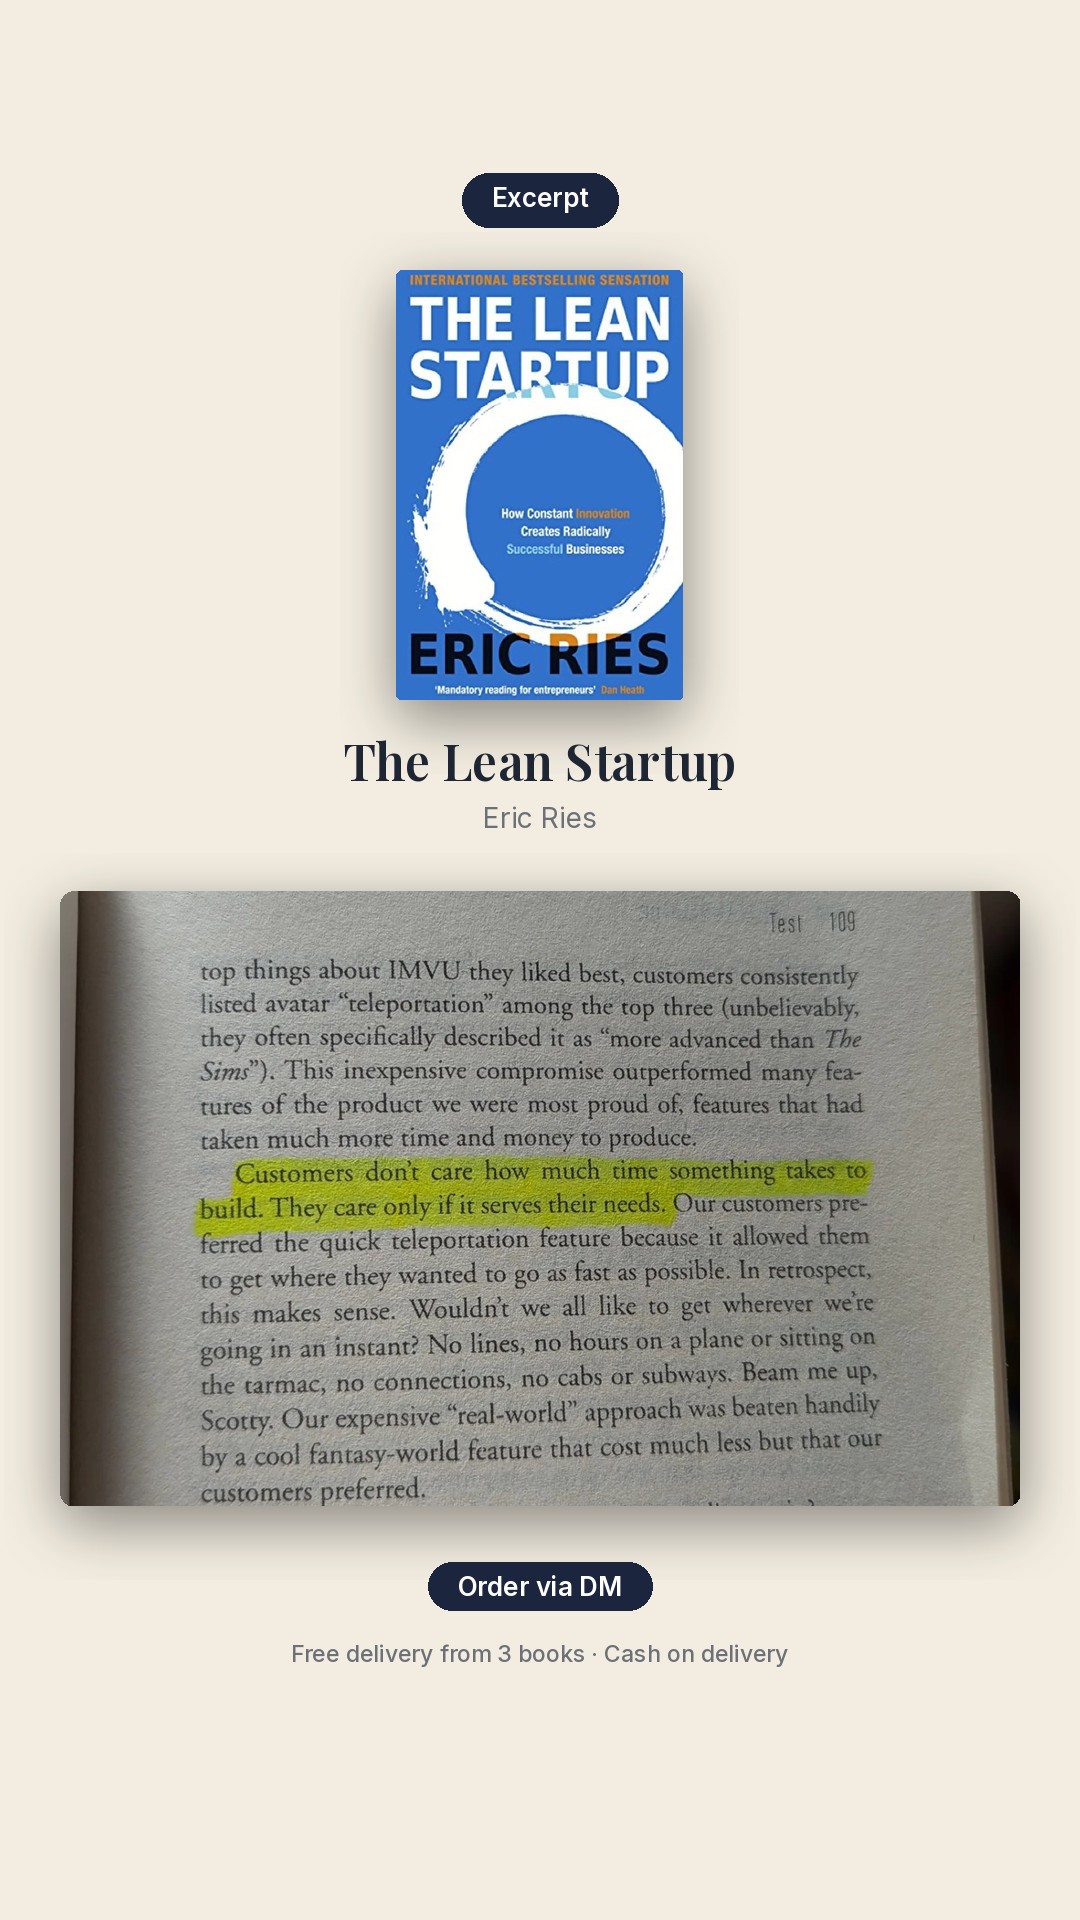 Excerpt
INTERNATIONAL BESTSELLING SENSATION
THE LEAN
STARTUP
How Constant Innovation
Creates Radically
Successful Businesses
ERIC RIES
'Mandatory reading for entrepreneurs' Dan Heath
The Lean Startup
Eric Ries
Test 109
top things about IMVU they liked best, customers consistently
listed avatar “teleportation” among the top three (unbelievably,
they often specifically described it as “more advanced than The
Sims”). This inexpensive compromise outperformed many fea-
tures of the product we were most proud of, features that had
taken much more time and money to produce.
Customers don’t care how much time something takes to
build. They care only if it serves their needs. Our customers pre-
ferred the quick teleportation feature because it allowed them
to get where they wanted to go as fast as possible. In retrospect,
this makes sense. Wouldn’t we all like to get wherever we’re
going in an instant? No lines, no hours on a plane or sitting on
the tarmac, no connections, no cabs or subways. Beam me up,
Scotty. Our expensive “real-world” approach was beaten handily
by a cool fantasy-world feature that cost much less but that our
customers preferred.
Order via DM
Free delivery from 3 books · Cash on delivery